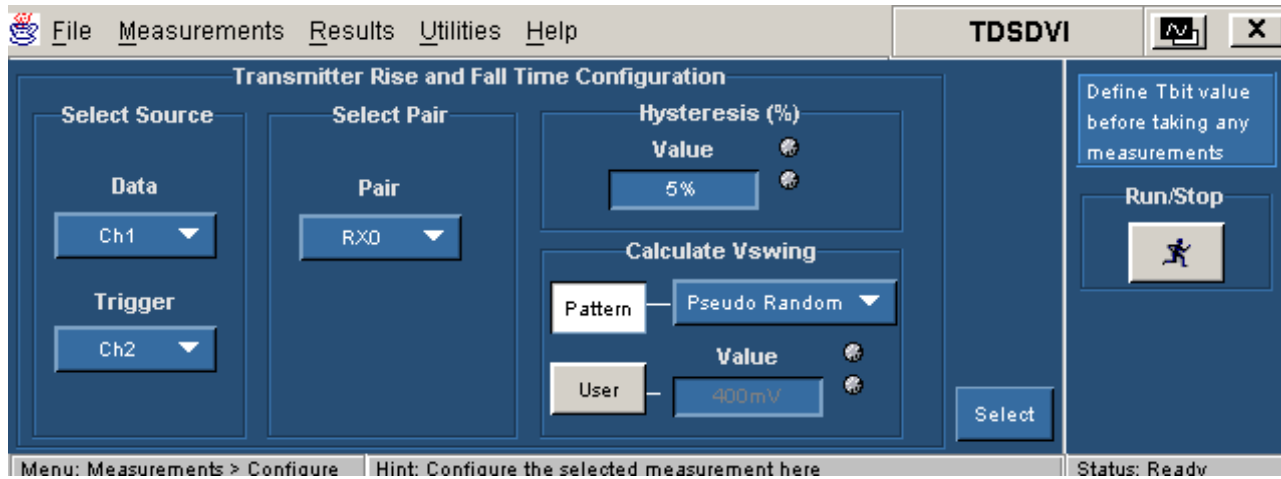 File Measurements Results Utilities Help
TDSDVI
X
Transmitter Rise and Fall Time Configuration
Select Source
Data
Ch1
Trigger
Ch2
Select Pair
Pair
RX0
Hysteresis (%)
Value
5%
Calculate Vswing
Pattern
Pseudo Random
Value
User
400mV
Select
Define Tbit value
before taking any
measurements
Run/Stop
Menu: Measurements > Configure
Hint: Configure the selected measurement here
Status: Ready